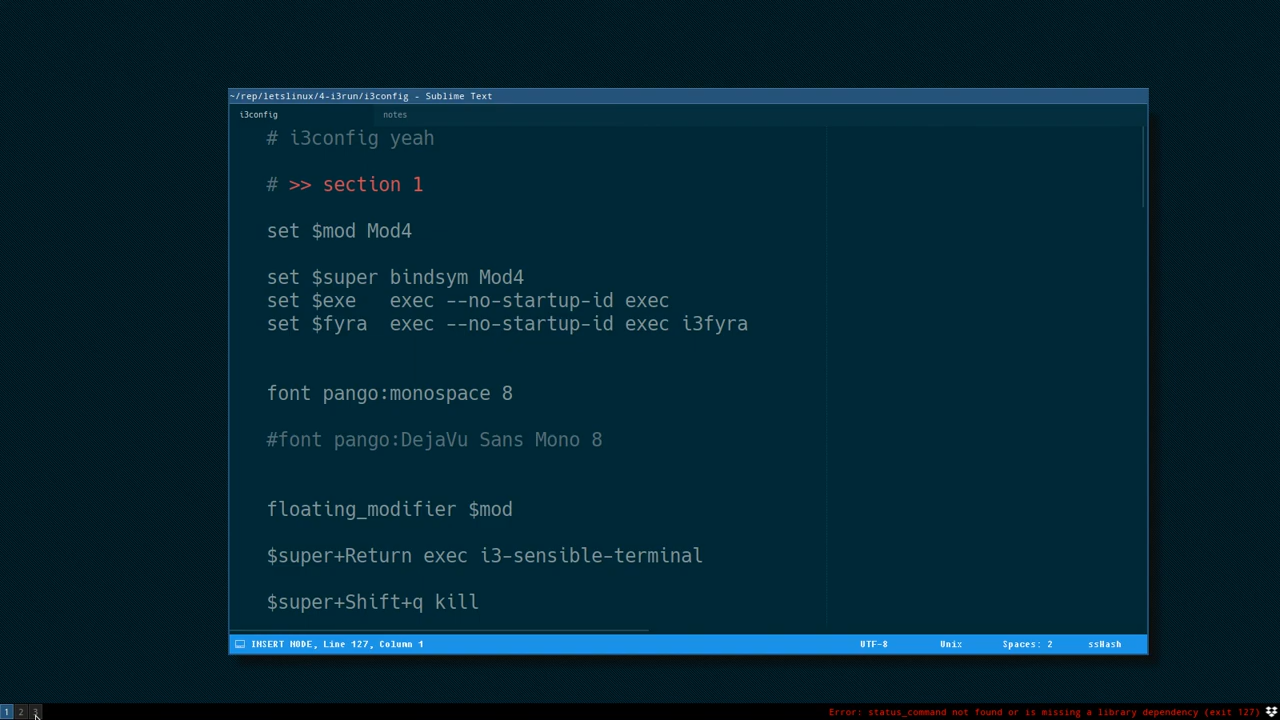 ~/rep/letslinux/4-i3run/i3config - Sublime Text
i3config notes
# i3config yeah
# >> section 1
set $mod Mod4
set $super bindsym Mod4
set $exe   exec --no-startup-id exec
set $fyra  exec --no-startup-id exec i3fyra
font pango:monospace 8
#font pango:DejaVu Sans Mono 8
floating_modifier $mod
$super+Return exec i3-sensible-terminal
$super+Shift+q kill
INSERT MODE, Line 127, Column 1 UTF-8 Unix Spaces: 2 ssHash
1 2 3 Error: status_command not found or is missing a library dependency (exit 127)